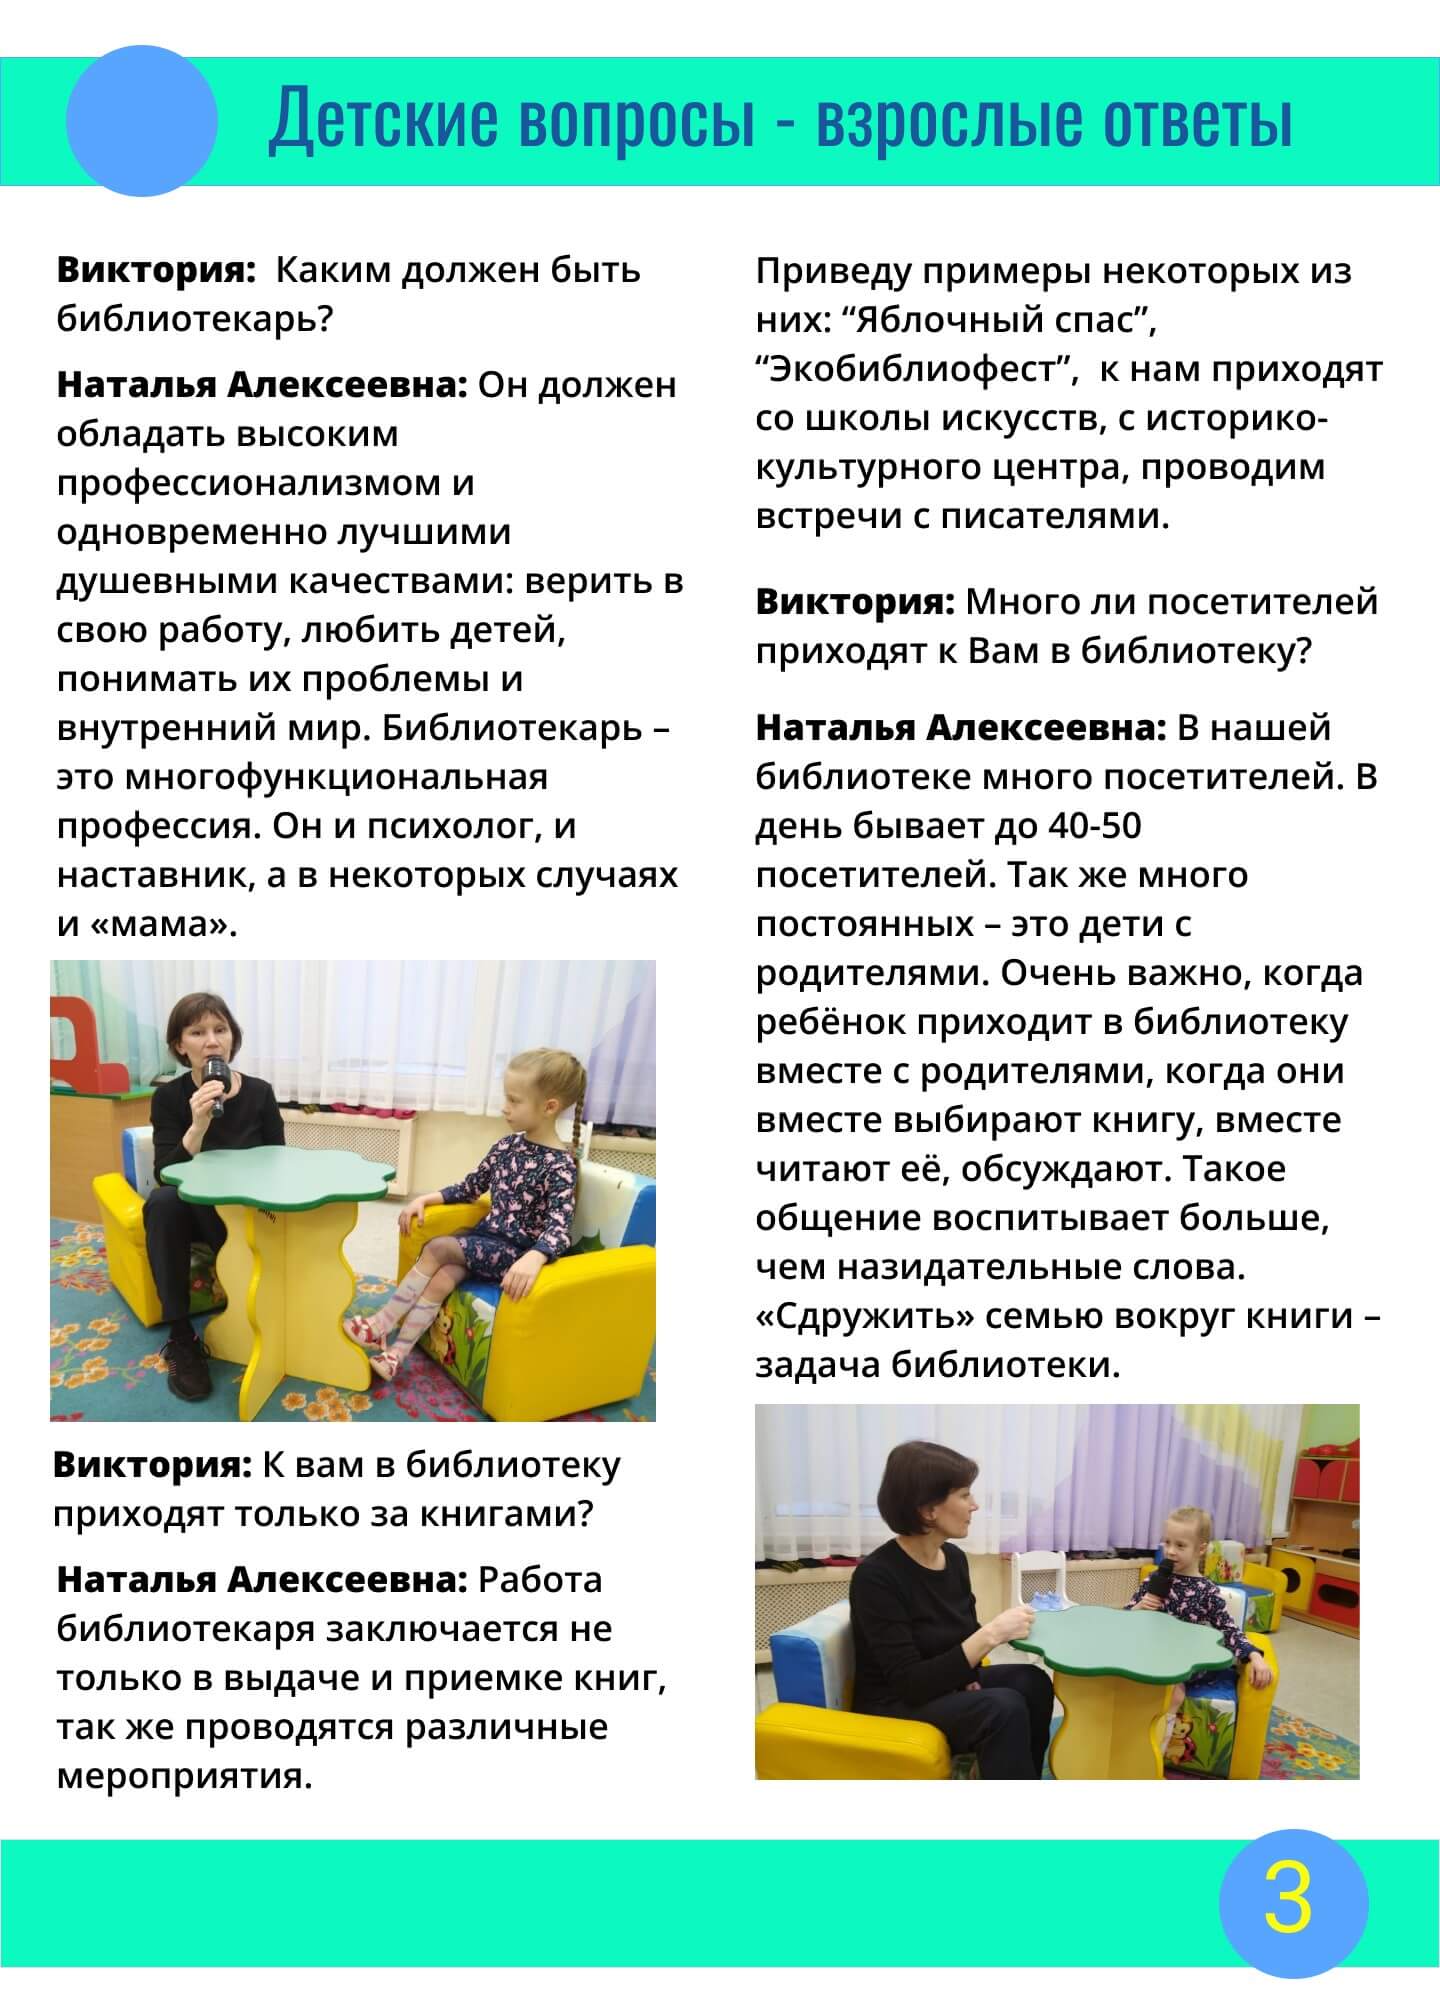 Детские вопросы - взрослые ответы
Виктория: Каким должен быть
библиотекарь?
Наталья Алексеевна: Он должен
обладать высоким
профессионализмом и
одновременно лучшими
душевными качествами: верить в
свою работу, любить детей,
понимать их проблемы и
внутренний мир. Библиотекарь –
это многофункциональная
профессия. Он и психолог, и
наставник, а в некоторых случаях
и «мама».
Виктория: К вам в библиотеку
приходят только за книгами?
Наталья Алексеевна: Работа
библиотекаря заключается не
только в выдаче и приемке книг,
так же проводятся различные
мероприятия.
Приведу примеры некоторых из
них: “Яблочный спас”,
“Экобиблиофест”, к нам приходят
со школы искусств, с историко-
культурного центра, проводим
встречи с писателями.
Виктория: Много ли посетителей
приходят к Вам в библиотеку?
Наталья Алексеевна: В нашей
библиотеке много посетителей. В
день бывает до 40-50
посетителей. Так же много
постоянных – это дети с
родителями. Очень важно, когда
ребёнок приходит в библиотеку
вместе с родителями, когда они
вместе выбирают книгу, вместе
читают её, обсуждают. Такое
общение воспитывает больше,
чем назидательные слова.
«Сдружить» семью вокруг книги –
задача библиотеки.
3